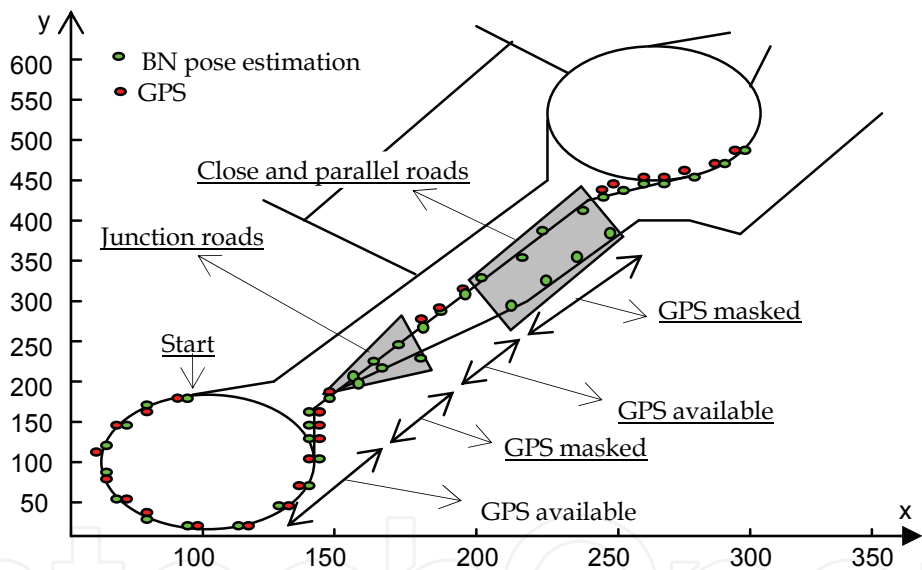 y
600
550
500
450
400
350
300
250
200
150
100
50
BN pose estimation
GPS
Close and parallel roads
Junction roads
Start
GPS masked
GPS available
GPS masked
GPS available
x
100
150
200
250
300
350